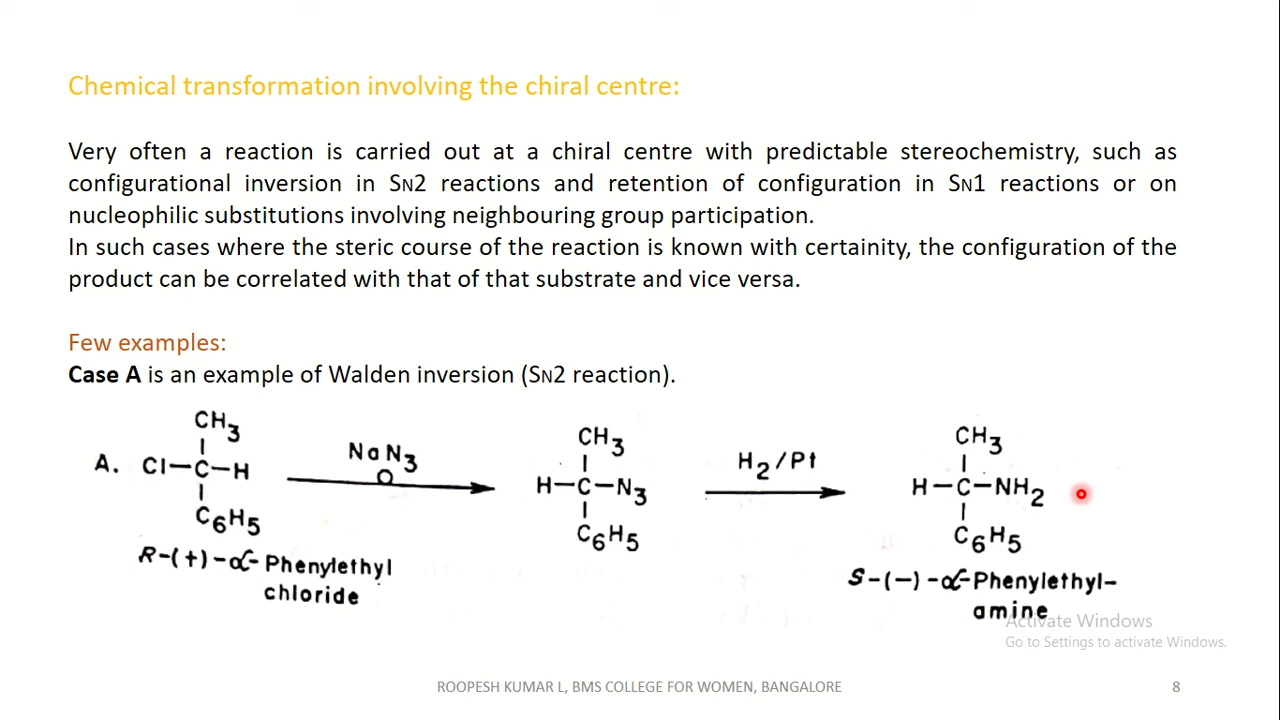 Chemical transformation involving the chiral centre:
Very often a reaction is carried out at a chiral centre with predictable stereochemistry, such as
configurational inversion in SN2 reactions and retention of configuration in SN1 reactions or on
nucleophilic substitutions involving neighbouring group participation.
In such cases where the steric course of the reaction is known with certainity, the configuration of the
product can be correlated with that of that substrate and vice versa.
Few examples:
Case A is an example of Walden inversion (SN2 reaction).
CH3
CH3
CH3
A. Cl-C-H
NaN3
H-C-N3
H2/Pt
H-C-NH2
C6H5
C6H5
C6H5
R-(+)-α-Phenylethyl
chloride
S-(-)-α-Phenylethyl-
amine
Activate Windows
Go to Settings to activate Windows.
ROOPESH KUMAR L, BMS COLLEGE FOR WOMEN, BANGALORE
8